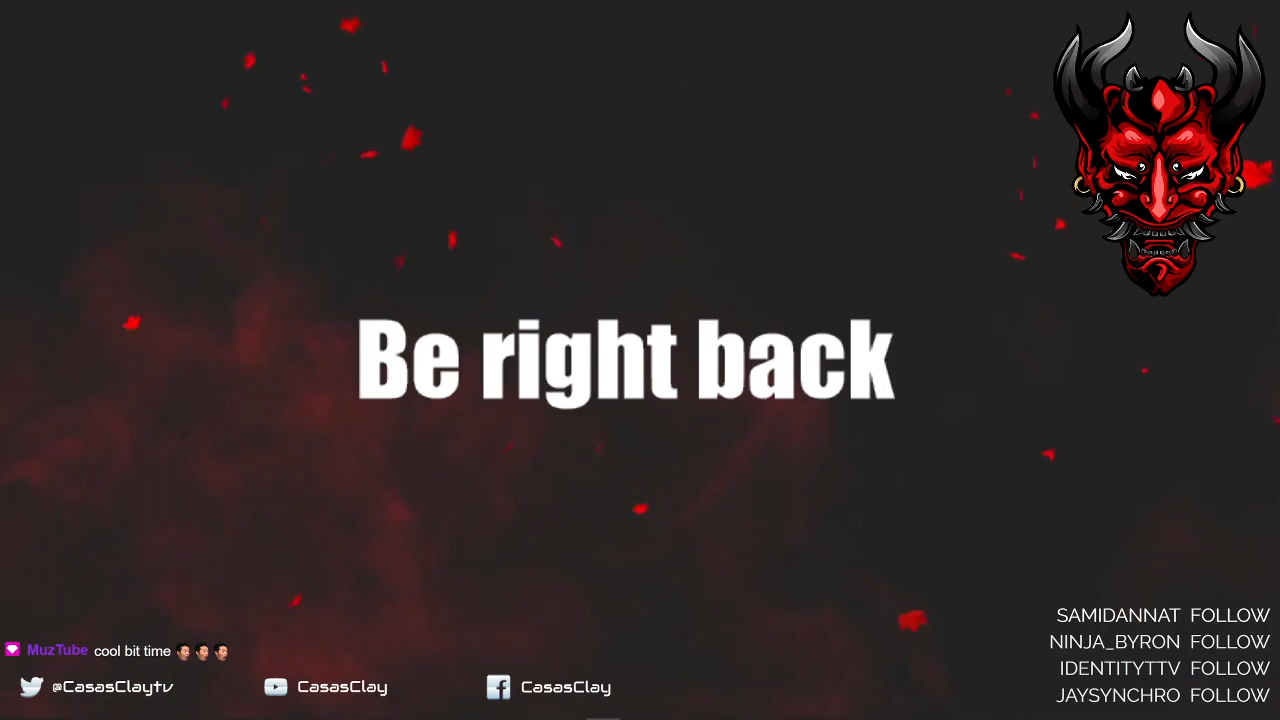 Be right back
SAMIDANNAT FOLLOW
NINJA_BYRON FOLLOW
IDENTITYTTV FOLLOW
JAYSYNCHRO FOLLOW
MuzTube cool bit time
@CasasClaytv CasasClay CasasClay